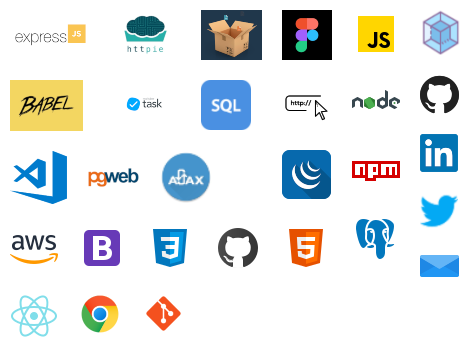 express JS
httpie
JS
BABEL
task
SQL
http://
node
in
pgweb
AJAX
npm
aws
B
3
5